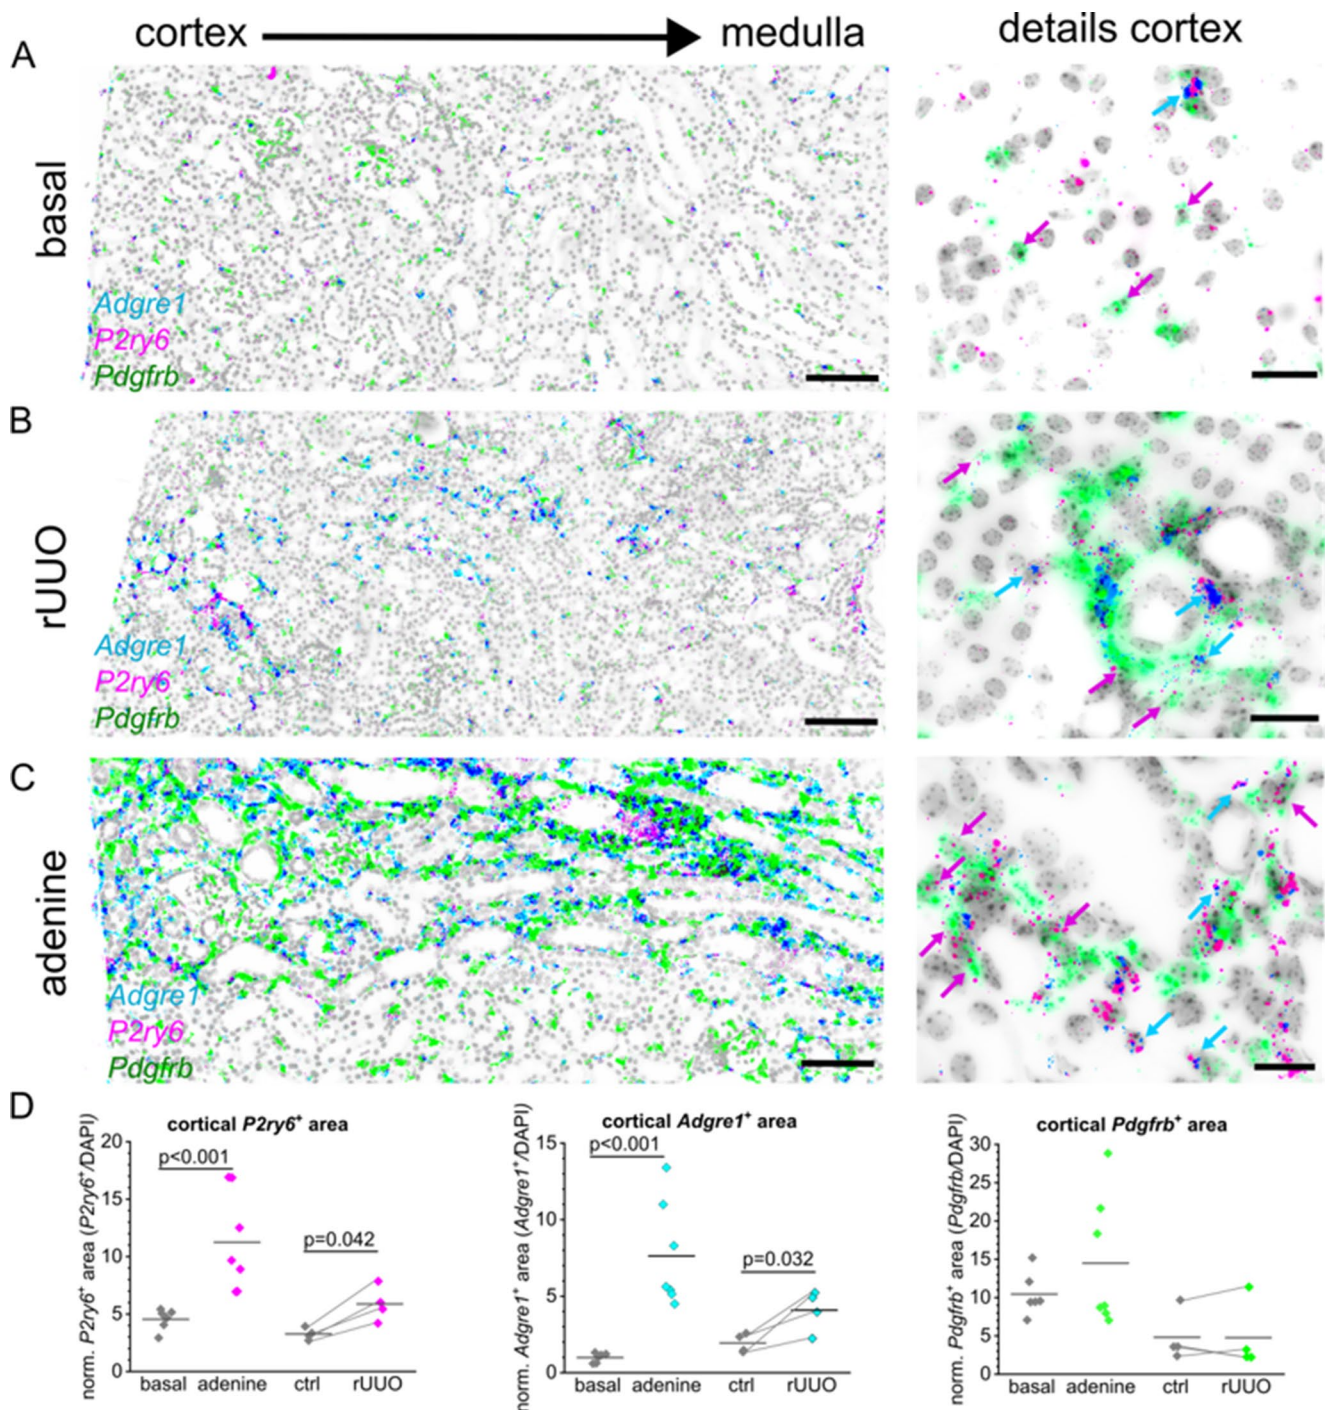 cortex medulla details cortex
A
basal
Adgre1
P2ry6
Pdgfrb
B
rUUO
Adgre1
P2ry6
Pdgfrb
C
adenine
Adgre1
P2ry6
Pdgfrb
D
cortical P2ry6+ area
norm. P2ry6+ area (P2ry6+/DAPI)
20
15
10
5
0
p<0.001
p=0.042
basal adenine ctrl rUUO
cortical Adgre1+ area
norm. Adgre1+ area (Adgre1+/DAPI)
15
10
5
0
p<0.001
p=0.032
basal adenine ctrl rUUO
cortical Pdgfrb+ area
norm. Pdgfrb+ area (Pdgfrb/DAPI)
30
25
20
15
10
5
0
basal adenine ctrl rUUO